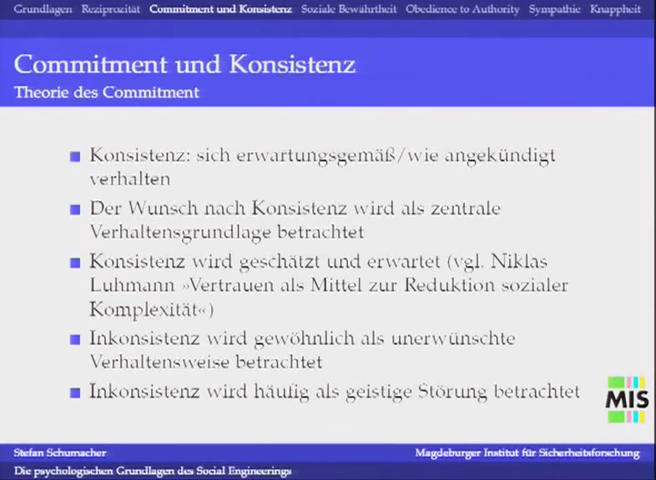 Grundlagen Reziprozität Commitment und Konsistenz Soziale Bewährtheit Obedience to Authority Sympathie Knappheit
Commitment und Konsistenz
Theorie des Commitment
Konsistenz: sich erwartungsgemäß/wie angekündigt
verhalten
Der Wunsch nach Konsistenz wird als zentrale
Verhaltensgrundlage betrachtet
Konsistenz wird geschätzt und erwartet (vgl. Niklas
Luhmann »Vertrauen als Mittel zur Reduktion sozialer
Komplexität«)
Inkonsistenz wird gewöhnlich als unerwünschte
Verhaltensweise betrachtet
Inkonsistenz wird häufig als geistige Störung betrachtet
MIS
Stefan Schumacher Magdeburger Institut für Sicherheitsforschung
Die psychologischen Grundlagen des Social Engineerings